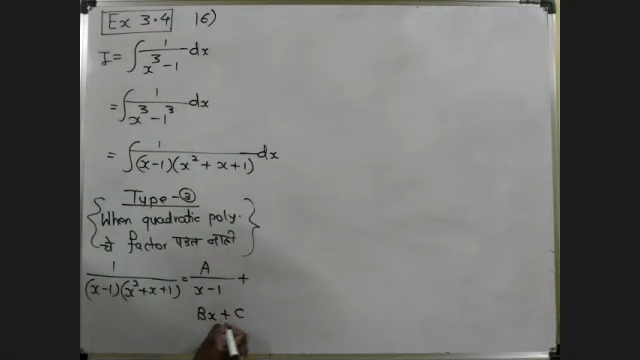 Ex 3.4 16)
I = ∫ 1/(x³-1) dx
= ∫ 1/(x³-1³) dx
= ∫ 1/((x-1)(x²+x+1)) dx
Type-③
{When quadratic poly.
चे factor पडत नाही}
1/((x-1)(x²+x+1)) = A/(x-1) +
Bx+C